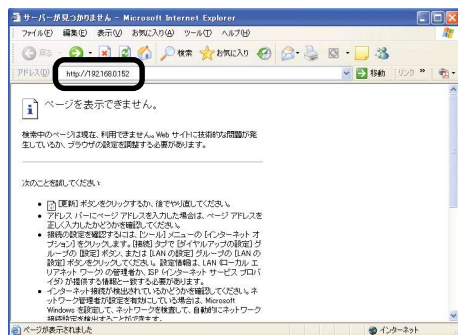 サーバーが見つかりません - Microsoft Internet Explorer
ファイル(F) 編集(E) 表示(V) お気に入り(A) ツール(T) ヘルプ(H)
戻る 検索 お気に入り
アドレス(D) http://192.168.0.152 移動 リンク
ページを表示できません。
検索中のページは現在、利用できません。Web サイトに技術的な問題が発
生しているか、ブラウザの設定を調整する必要があります。
次のことを試してください:
[更新] ボタンをクリックするか、後でやり直してください。
アドレス バーにページ アドレスを入力した場合は、ページ アドレスを
正しく入力したかどうかを確認してください。
接続の設定を確認するには、[ツール] メニューの [インターネット オ
プション] をクリックします。[接続] タブで [ダイヤルアップの設定] グ
ループの [設定] ボタン、または [LAN の設定] グループの [LAN の
設定] ボタンをクリックしてください。設定情報は、LAN (ローカル エ
リア ネットワーク) の管理者か、ISP (インターネット サービス プロバ
イダ) が提供する情報と一致する必要があります。
インターネット接続が検出されているかどうかを確認してください。ネ
ットワーク管理者が設定を有効にしている場合は、Microsoft
Windows を設定して、ネットワークを検査して、自動的にネットワーク
接続設定を検出することができます。
ページが表示されました インターネット